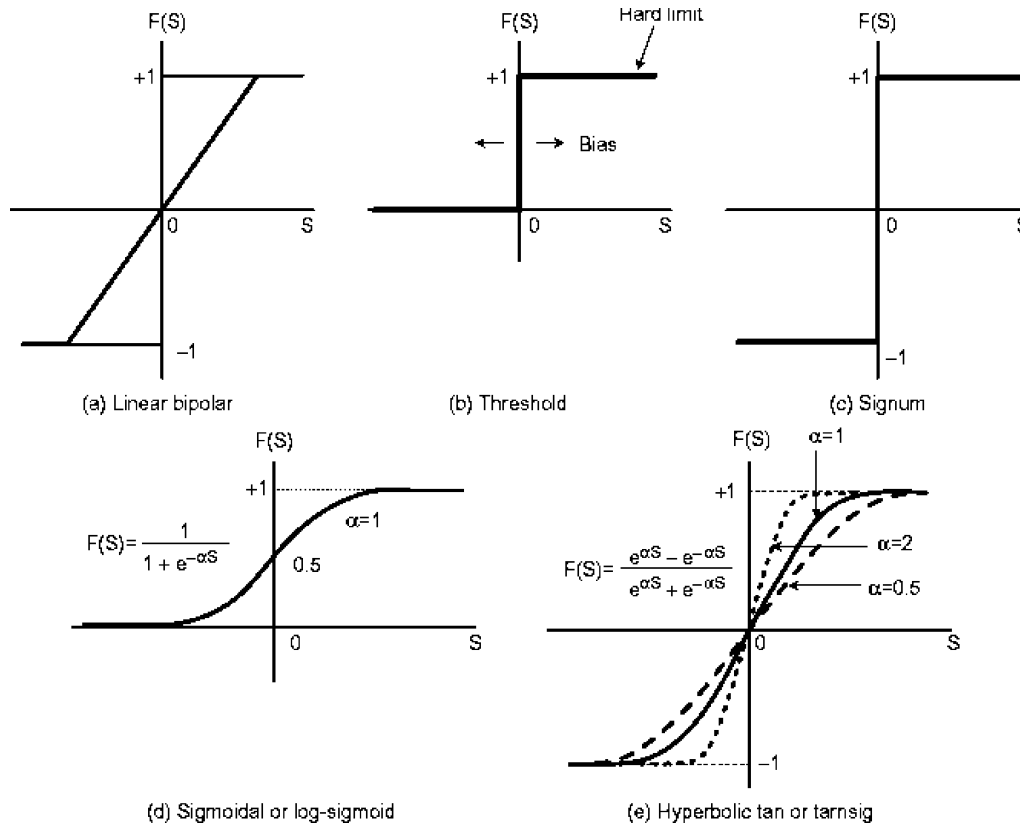 F(S)
+1
0
S
–1
(a) Linear bipolar
F(S)
Hard limit
+1
Bias
0
S
(b) Threshold
F(S)
+1
0
S
–1
(c) Signum
F(S)
+1
α=1
F(S)= 1 / 1 + e^–αS
0.5
0
S
(d) Sigmoidal or log-sigmoid
F(S)
α=1
+1
α=2
F(S)= e^αS – e^–αS / e^αS + e^–αS
α=0.5
0
S
–1
(e) Hyperbolic tan or tarnsig